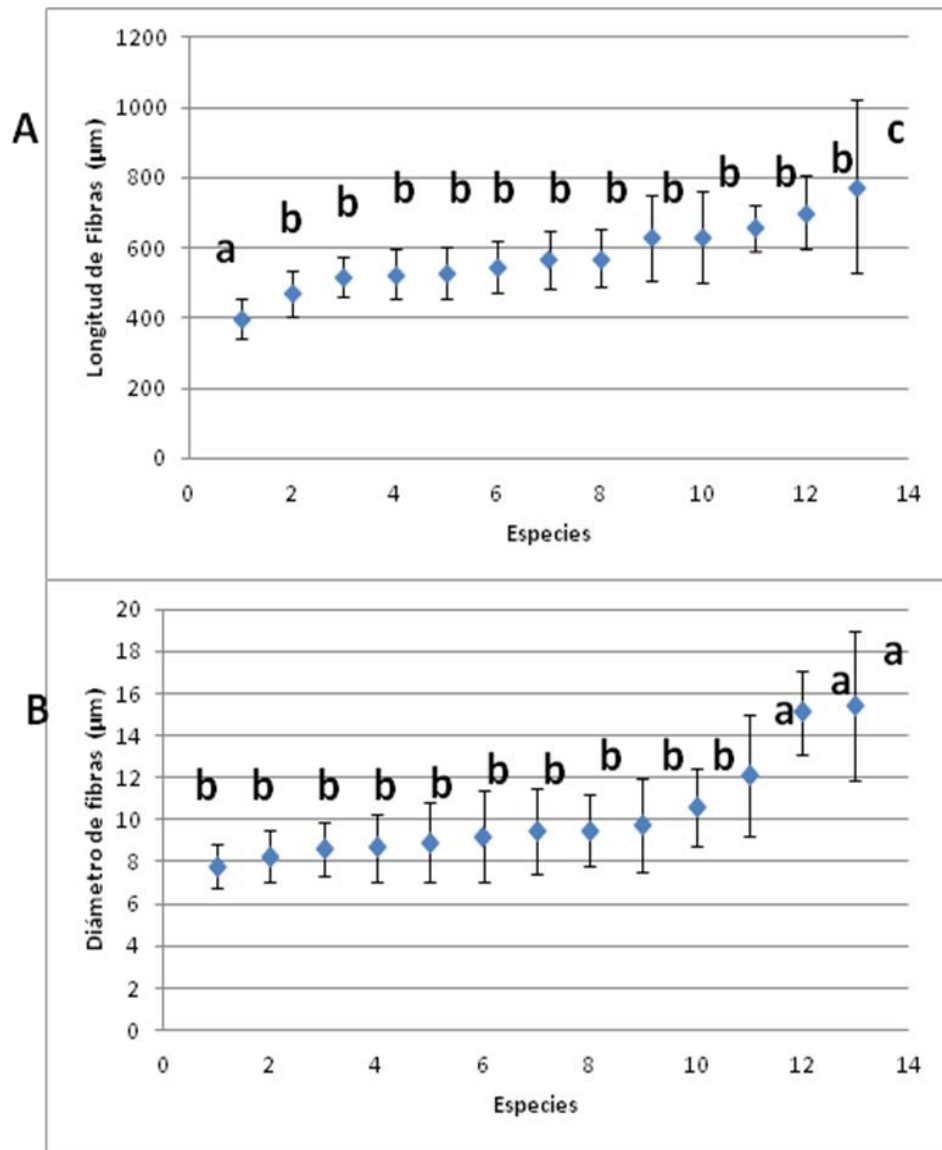 A
Longitud de Fibras (µm)
1200
1000
800
600
400
200
0
a b b b b b b b b b b b c
0 2 4 6 8 10 12 14
Especies
B
Diámetro de fibras (µm)
20
18
16
14
12
10
8
6
4
2
0
b b b b b b b b b b a a a
0 2 4 6 8 10 12 14
Especies